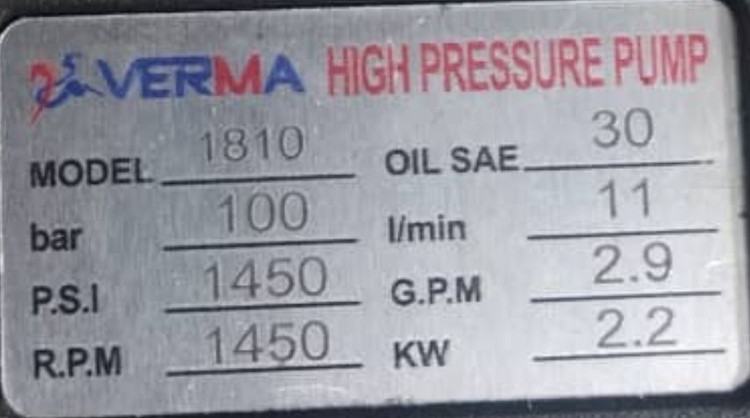 VERMA HIGH PRESSURE PUMP
MODEL 1810 OIL SAE 30
bar 100 l/min 11
P.S.I 1450 G.P.M 2.9
R.P.M 1450 KW 2.2